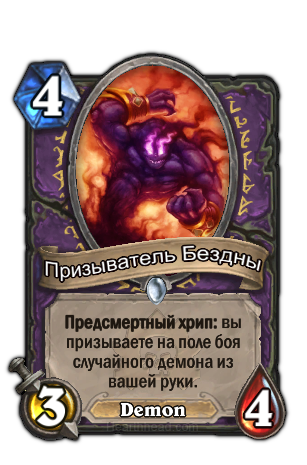 4
Призыватель Бездны
Предсмертный хрип: вы
призываете на поле боя
случайного демона из
вашей руки.
3
Demon
4